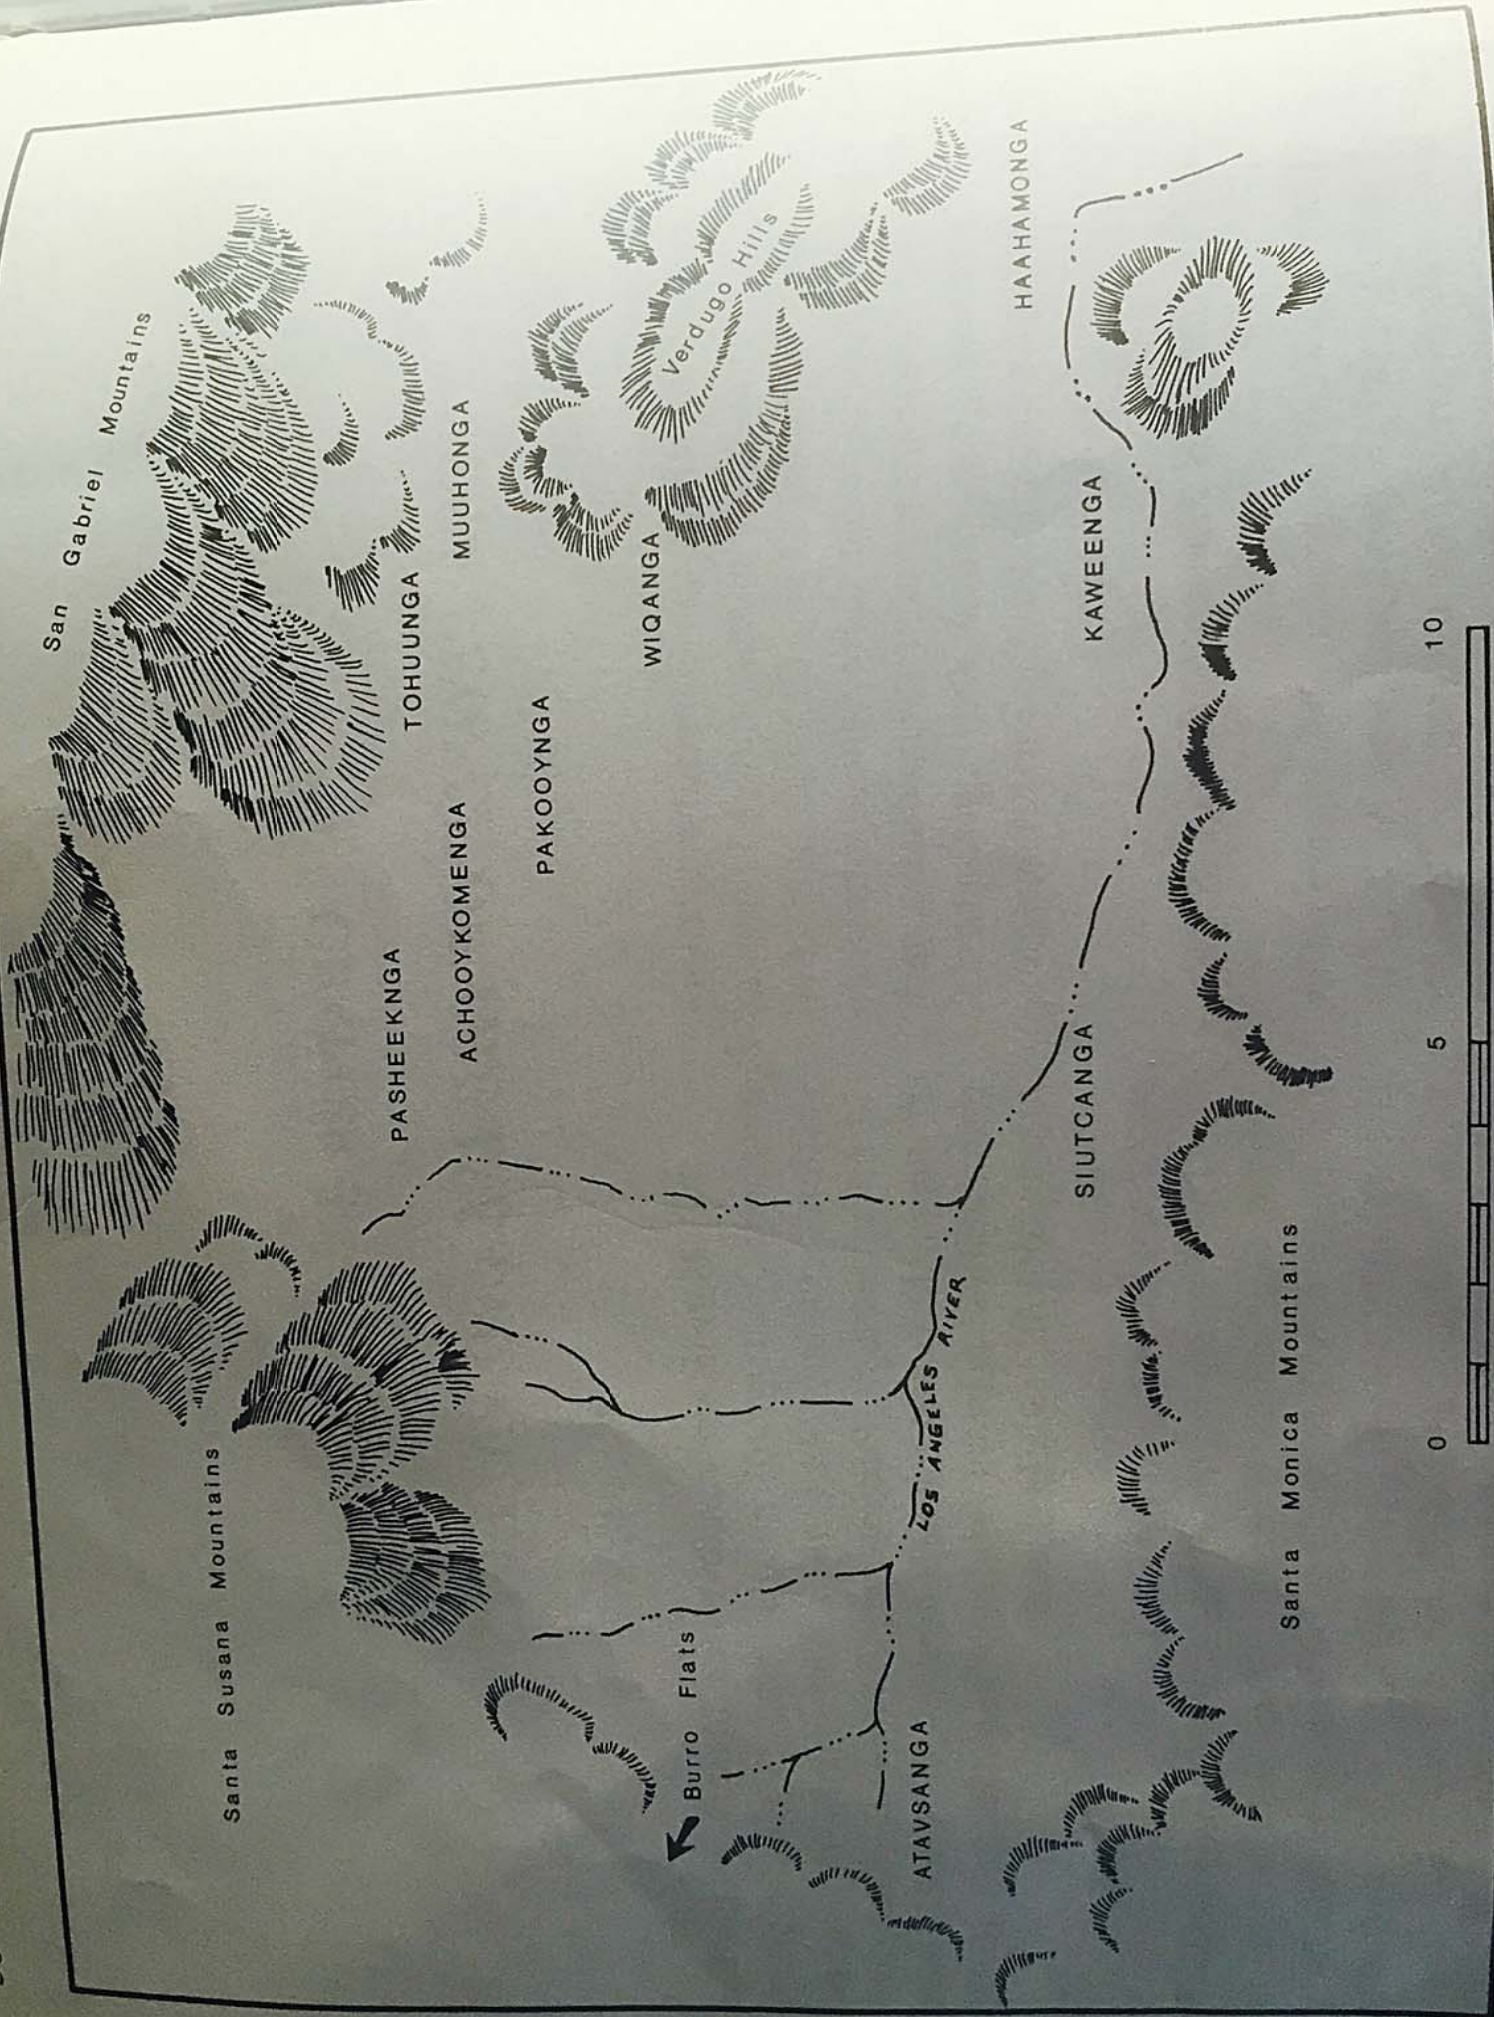 San Gabriel Mountains
Santa Susana Mountains
PASHEEKNGA
TOHUUNGA
ACHOOYKOMENGA
MUUHONGA
PAKOOYNGA
WIQANGA
Verdugo Hills
Burro Flats
LOS ANGELES RIVER
ATAVSANGA
HAAHAMONGA
SIUTCANGA
KAWEENGA
Santa Monica Mountains
0 5 10